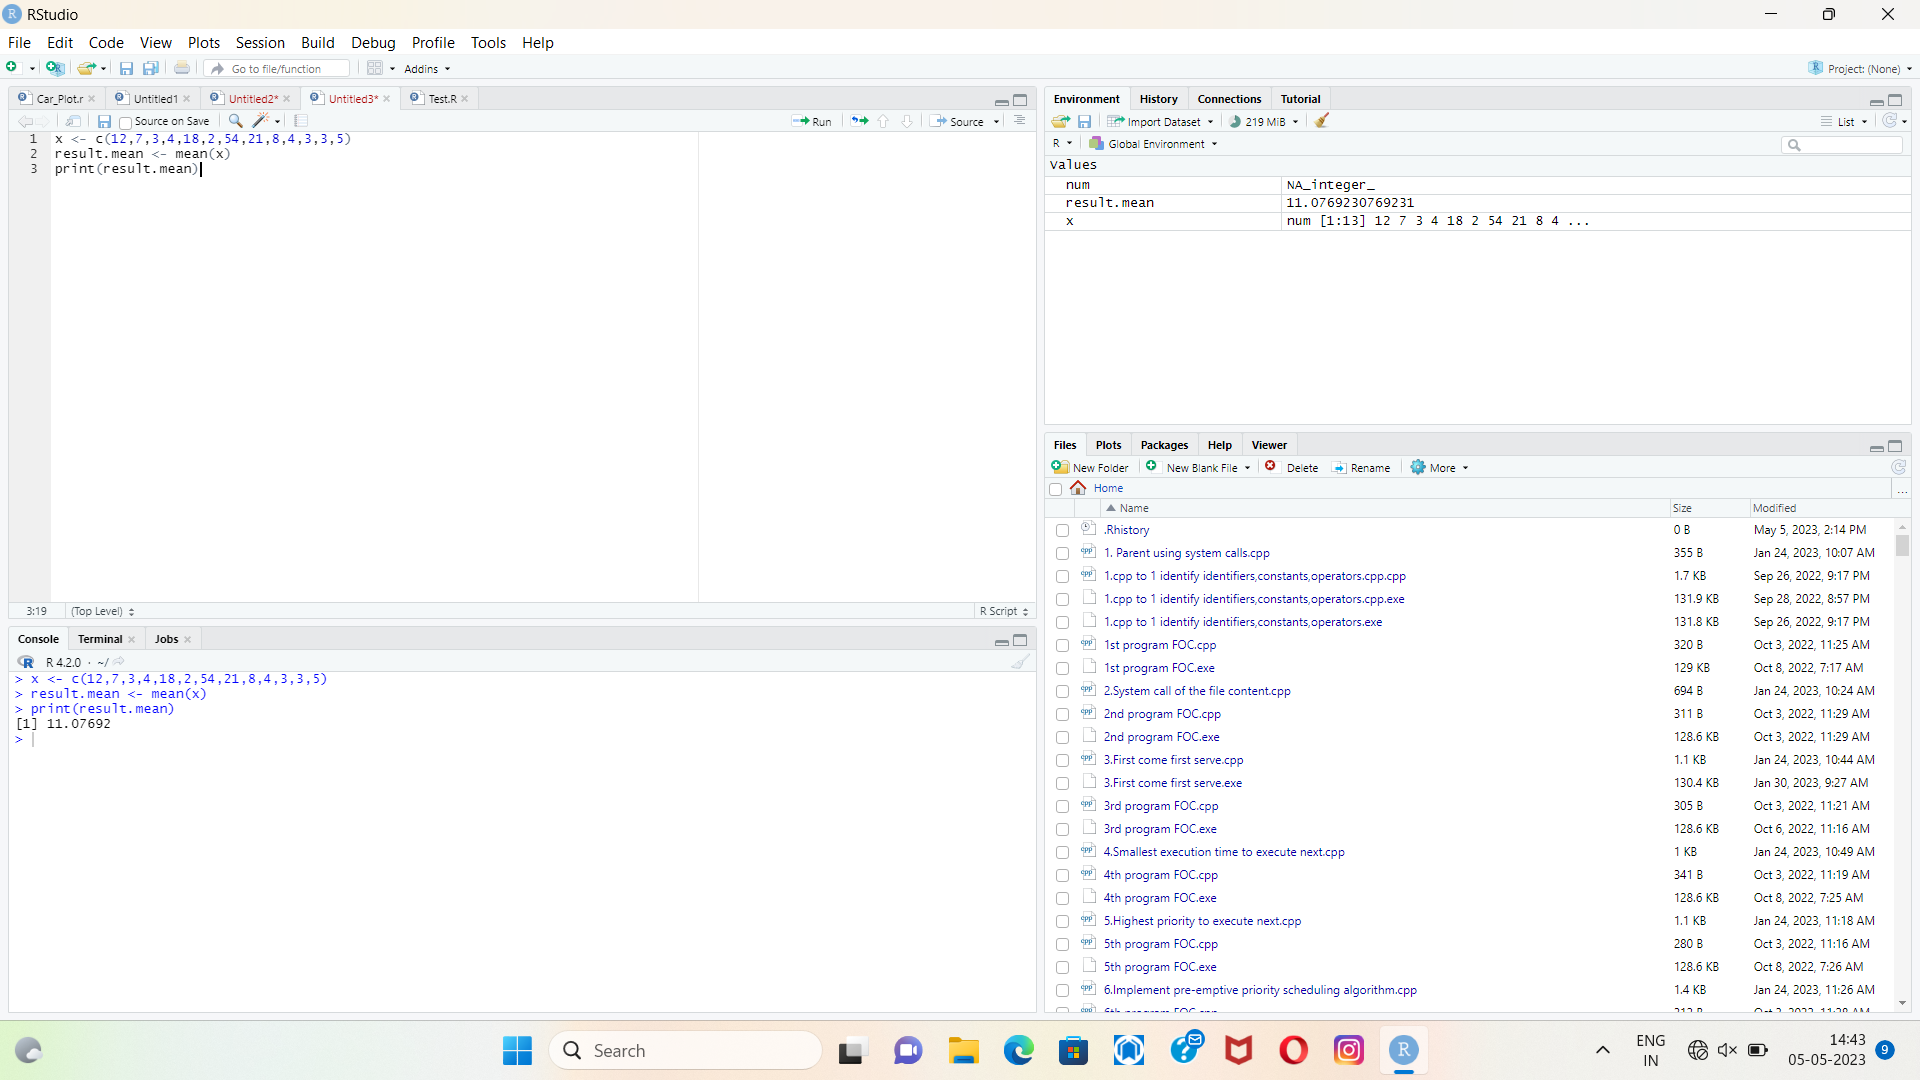 RStudio
File Edit Code View Plots Session Build Debug Profile Tools Help
Go to file/function Addins Project: (None)
Car_Plot.r Untitled1 Untitled2* Untitled3* Test.R
Source on Save Run Source
1 x <- c(12,7,3,4,18,2,54,21,8,4,3,3,5)
2 result.mean <- mean(x)
3 print(result.mean)
3:19 (Top Level) R Script
Console Terminal Jobs
R 4.2.0 · ~/
> x <- c(12,7,3,4,18,2,54,21,8,4,3,3,5)
> result.mean <- mean(x)
> print(result.mean)
[1] 11.07692
>
Environment History Connections Tutorial
Import Dataset 219 MiB List
R Global Environment
Values
num NA_integer_
result.mean 11.0769230769231
x num [1:13] 12 7 3 4 18 2 54 21 8 4 ...
Files Plots Packages Help Viewer
New Folder New Blank File Delete Rename More
Home ...
Name Size Modified
.Rhistory 0 B May 5, 2023, 2:14 PM
1. Parent using system calls.cpp 355 B Jan 24, 2023, 10:07 AM
1.cpp to 1 identify identifiers,constants,operators.cpp.cpp 1.7 KB Sep 26, 2022, 9:17 PM
1.cpp to 1 identify identifiers,constants,operators.cpp.exe 131.9 KB Sep 28, 2022, 8:57 PM
1.cpp to 1 identify identifiers,constants,operators.exe 131.8 KB Sep 26, 2022, 9:17 PM
1st program FOC.cpp 320 B Oct 3, 2022, 11:25 AM
1st program FOC.exe 129 KB Oct 8, 2022, 7:17 AM
2.System call of the file content.cpp 694 B Jan 24, 2023, 10:24 AM
2nd program FOC.cpp 311 B Oct 3, 2022, 11:29 AM
2nd program FOC.exe 128.6 KB Oct 3, 2022, 11:29 AM
3.First come first serve.cpp 1.1 KB Jan 24, 2023, 10:44 AM
3.First come first serve.exe 130.4 KB Jan 30, 2023, 9:27 AM
3rd program FOC.cpp 305 B Oct 3, 2022, 11:21 AM
3rd program FOC.exe 128.6 KB Oct 6, 2022, 11:16 AM
4.Smallest execution time to execute next.cpp 1 KB Jan 24, 2023, 10:49 AM
4th program FOC.cpp 341 B Oct 3, 2022, 11:19 AM
4th program FOC.exe 128.6 KB Oct 8, 2022, 7:25 AM
5.Highest priority to execute next.cpp 1.1 KB Jan 24, 2023, 11:18 AM
5th program FOC.cpp 280 B Oct 3, 2022, 11:16 AM
5th program FOC.exe 128.6 KB Oct 8, 2022, 7:26 AM
6.Implement pre-emptive priority scheduling algorithm.cpp 1.4 KB Jan 24, 2023, 11:26 AM
Search
ENG
IN
14:43
05-05-2023
9